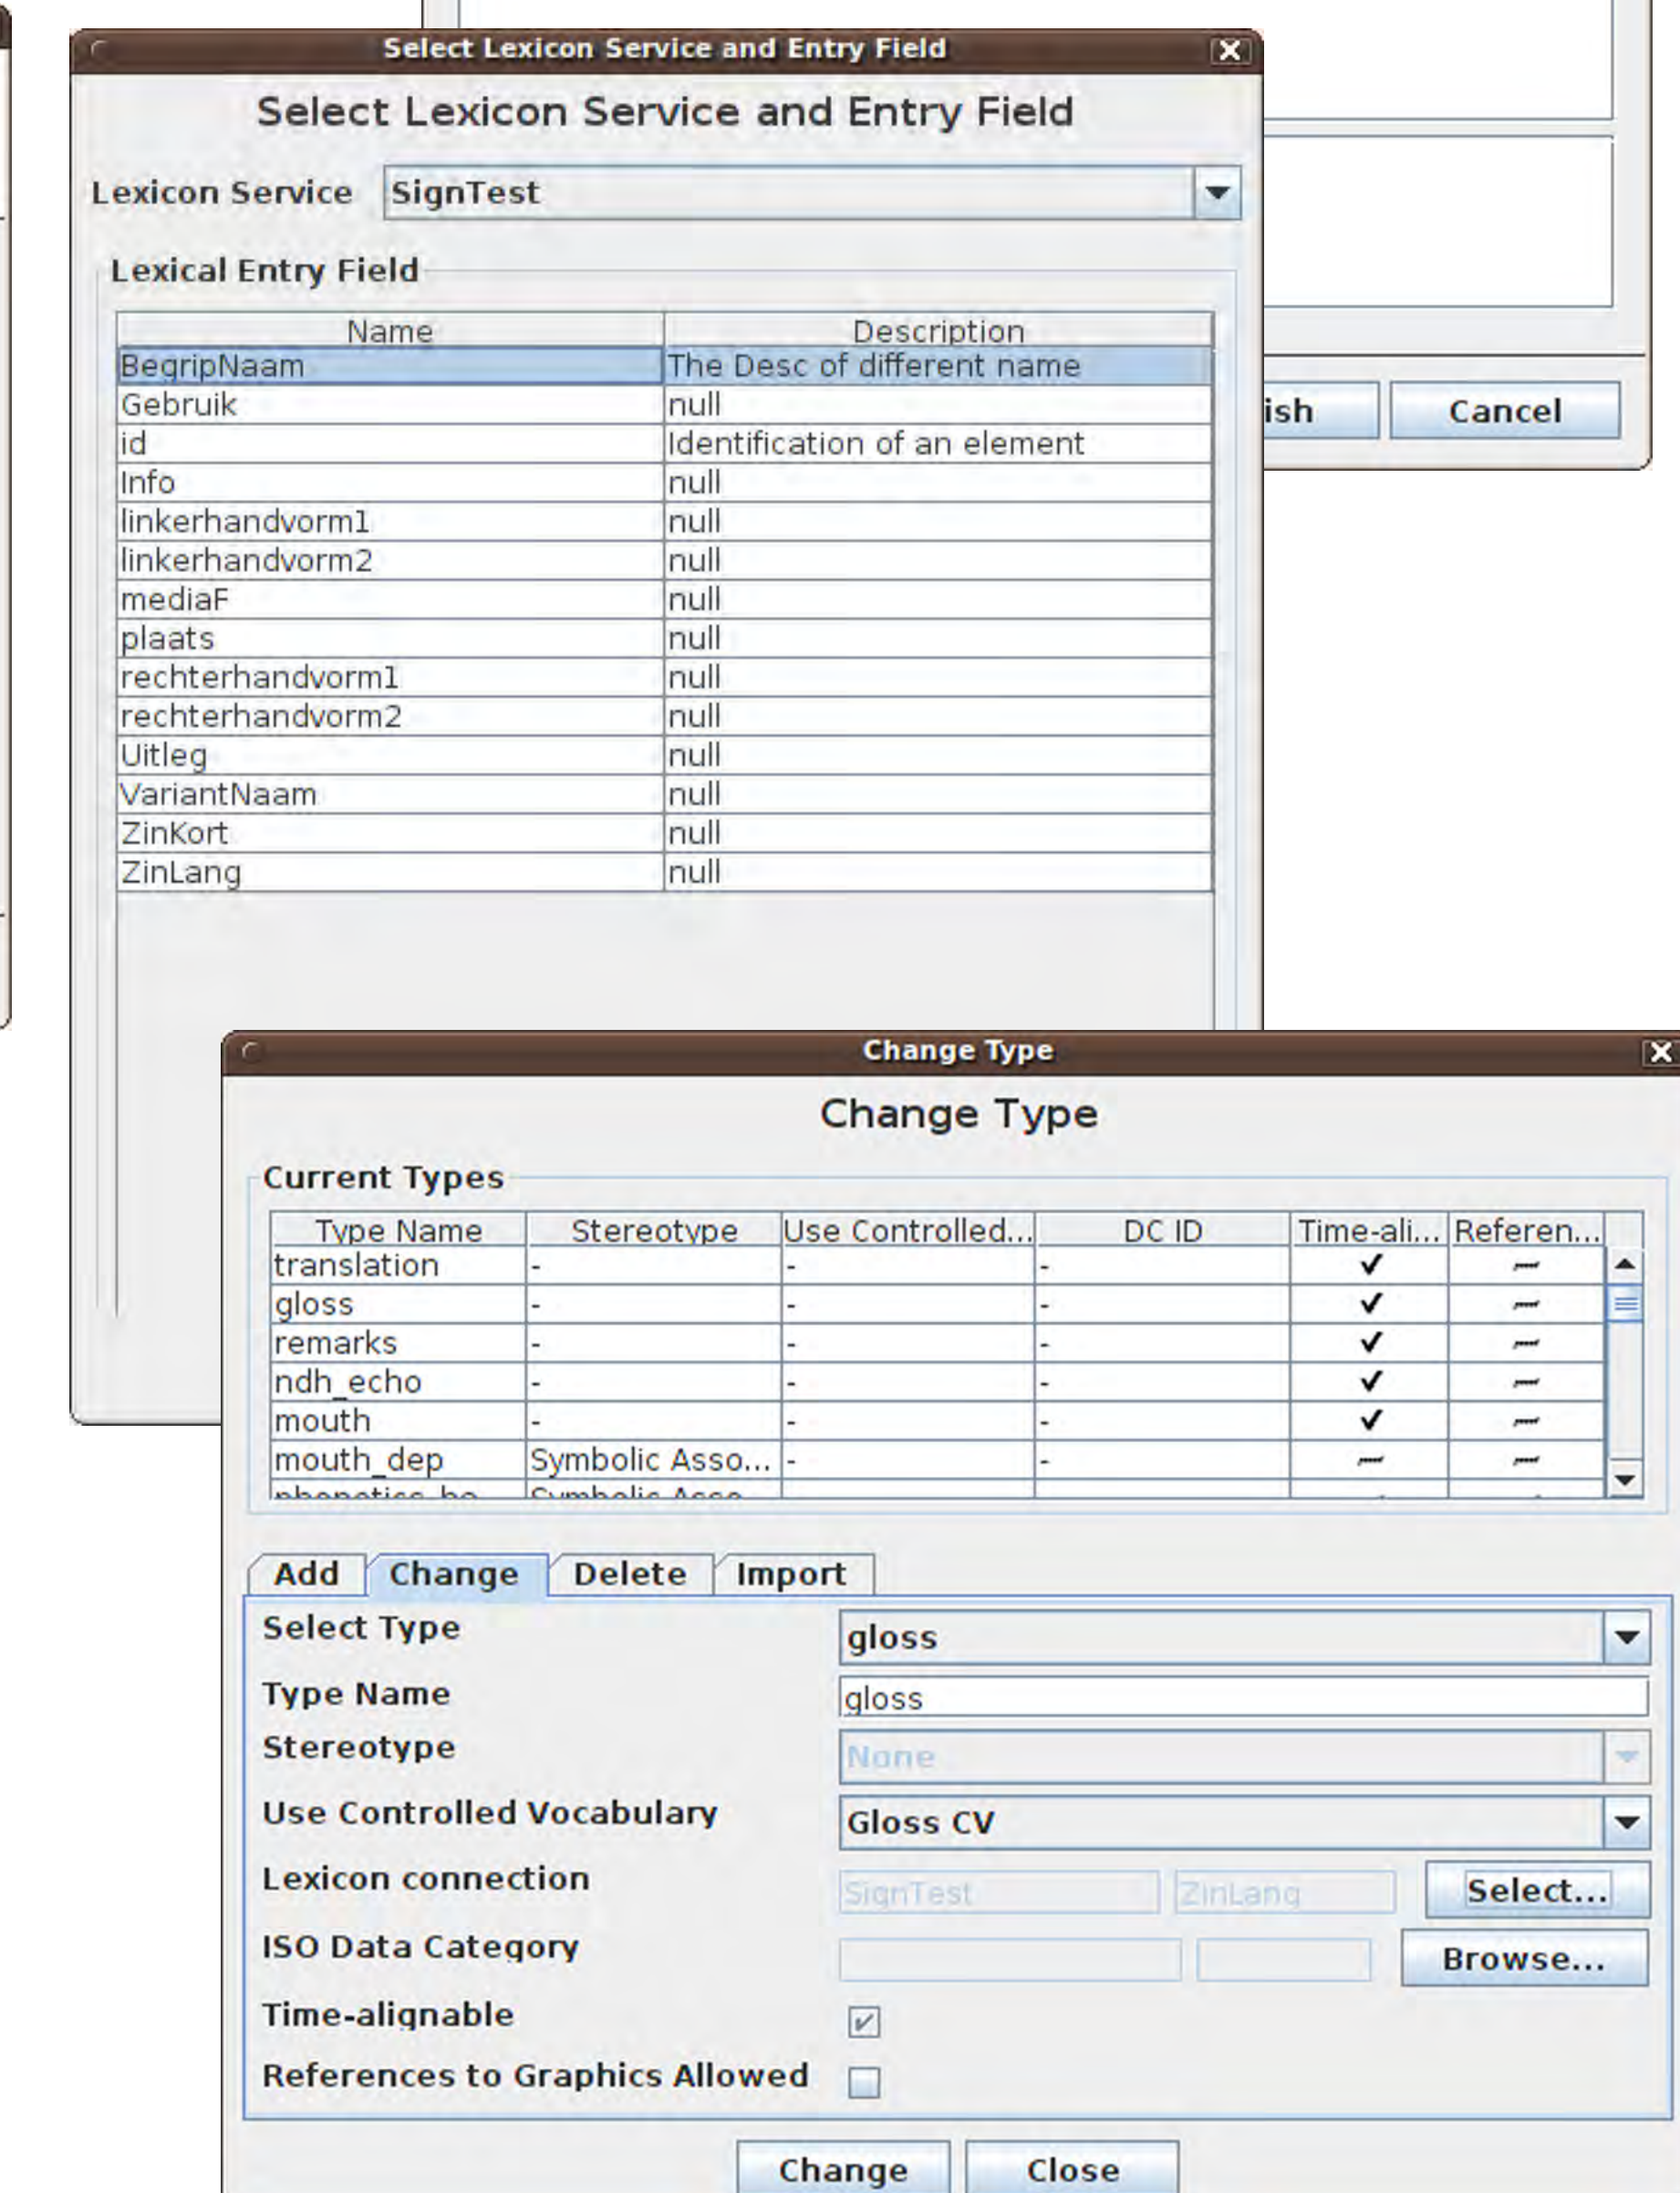 Select Lexicon Service and Entry Field
Select Lexicon Service and Entry Field
Lexicon Service SignTest
Lexical Entry Field
Name Description
BegripNaam The Desc of different name
Gebruik null
id Identification of an element
ish Cancel
Info null
linkerhandvorm1 null
linkerhandvorm2 null
mediaF null
plaats null
rechterhandvorm1 null
rechterhandvorm2 null
Uitleg null
VariantNaam null
ZinKort null
ZinLang null
Change Type
Change Type
Current Types
Type Name Stereotype Use Controlled... DC ID Time-ali... Referen...
translation - - -
gloss - - -
remarks - - -
ndh_echo - - -
mouth - - -
mouth_dep Symbolic Asso... - -
Add Change Delete Import
Select Type gloss
Type Name gloss
Stereotype None
Use Controlled Vocabulary Gloss CV
Lexicon connection SignTest ZinLang Select...
ISO Data Category Browse...
Time-alignable
References to Graphics Allowed
Change Close